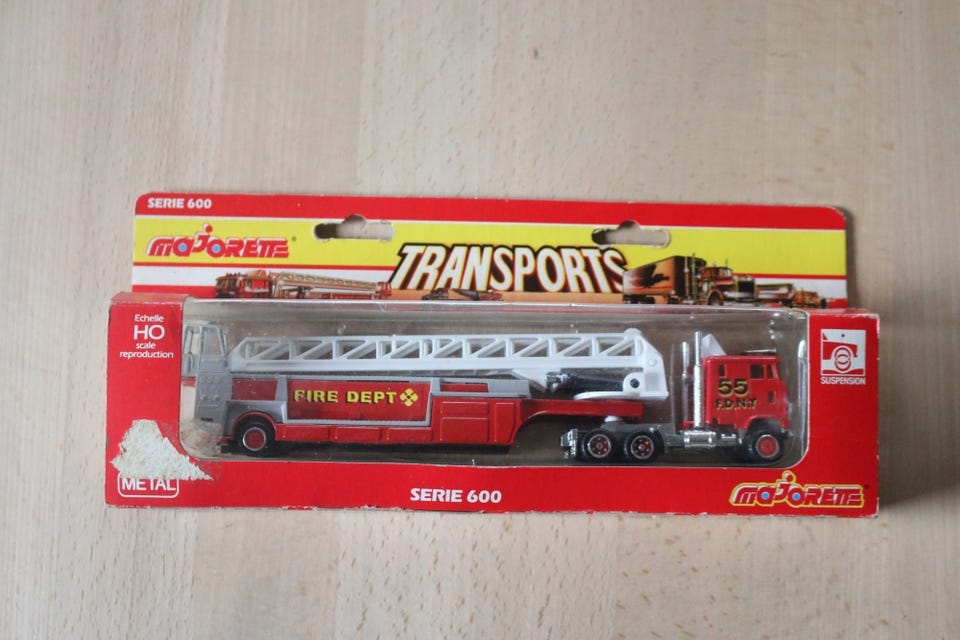 SERIE 600
MAJORETTE
TRANSPORTS
Echelle
HO
scale
reproduction
FIRE DEPT
55
F.D.N.Y
SUSPENSION
METAL
SERIE 600
MAJORETTE